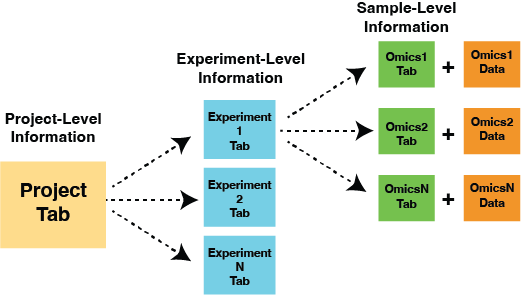 Project-Level
Information
Project
Tab
Experiment-Level
Information
Experiment
1
Tab
Experiment
2
Tab
Experiment
N
Tab
Sample-Level
Information
Omics1
Tab
+
Omics1
Data
Omics2
Tab
+
Omics2
Data
OmicsN
Tab
+
OmicsN
Data